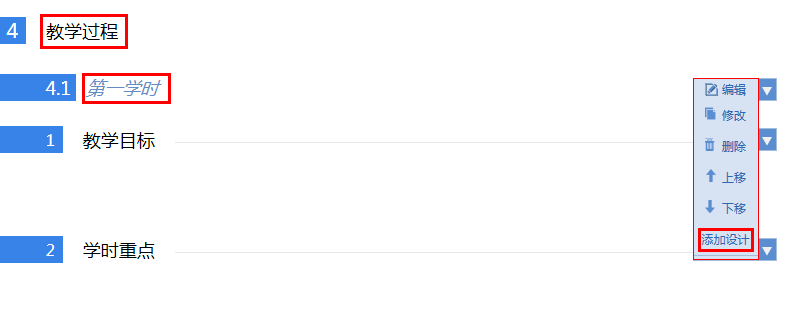 4 教学过程
4.1 第一学时
编辑
修改
1 教学目标
删除
上移
下移
添加设计
2 学时重点